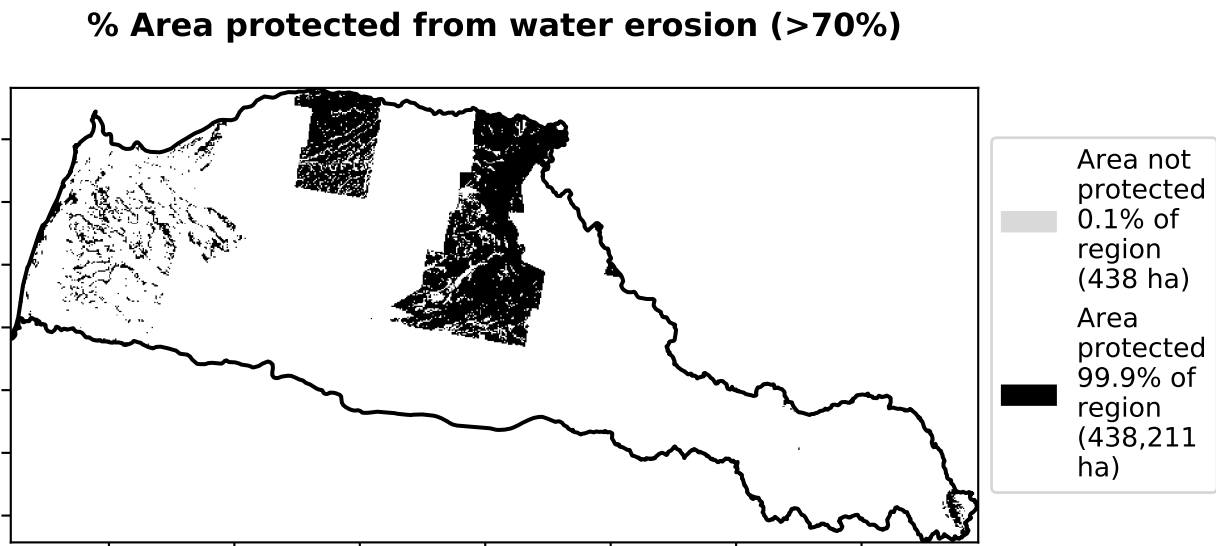 % Area protected from water erosion (>70%)
Area not
protected
0.1% of
region
(438 ha)
Area
protected
99.9% of
region
(438,211
ha)